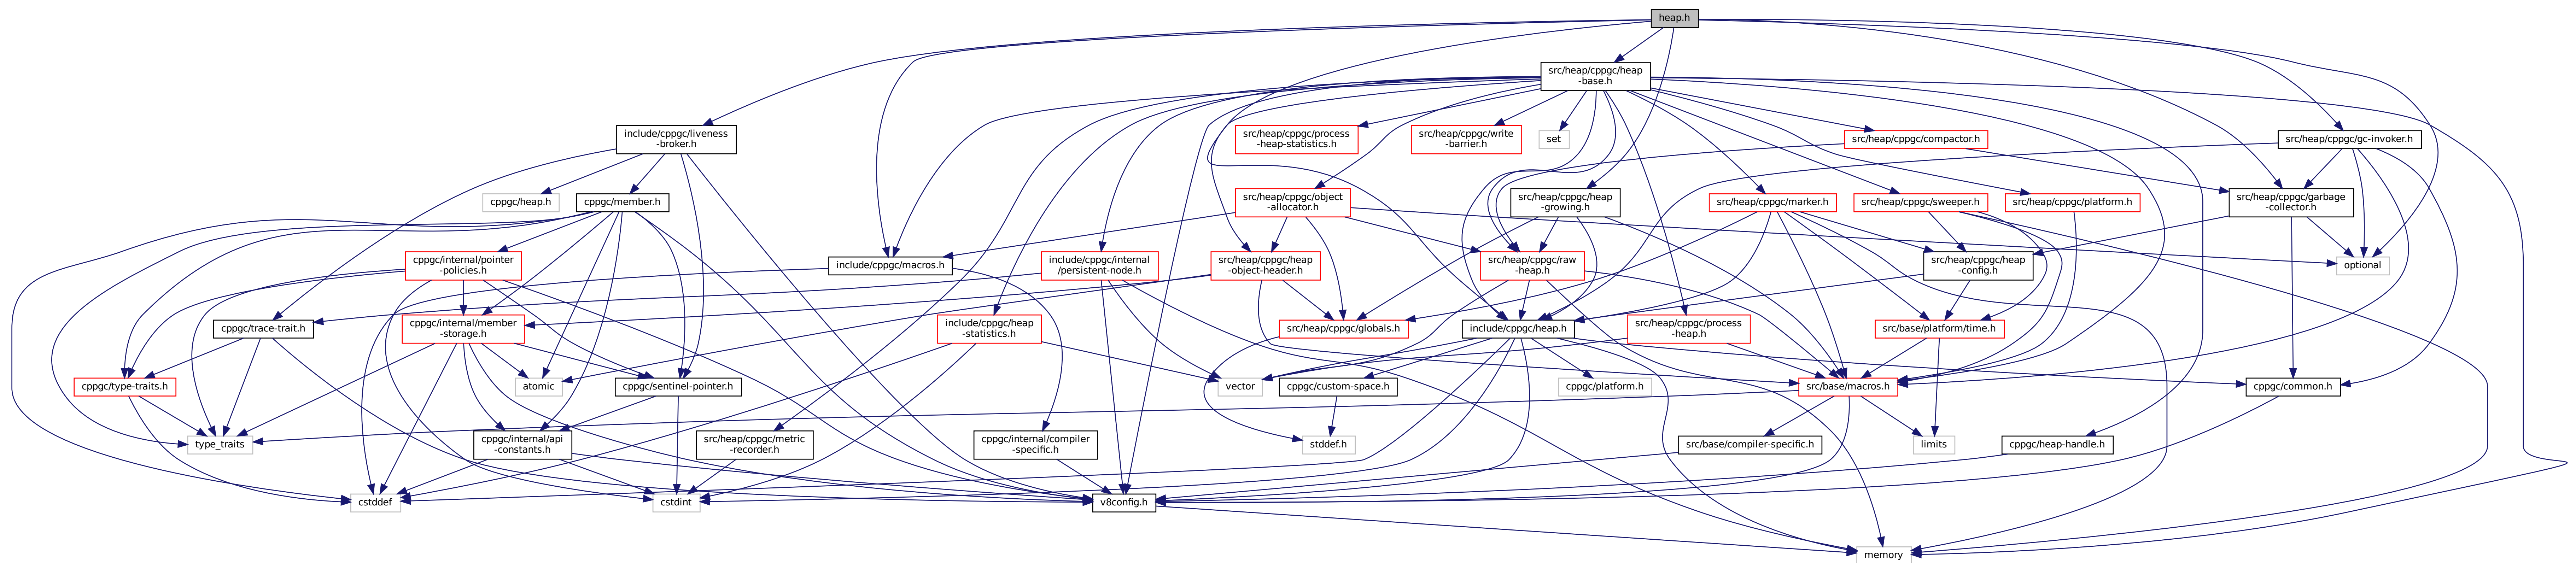 heap.h
src/heap/cppgc/heap
-base.h
include/cppgc/liveness
-broker.h
src/heap/cppgc/process
-heap-statistics.h
src/heap/cppgc/write
-barrier.h
set
src/heap/cppgc/compactor.h
src/heap/cppgc/gc-invoker.h
cppgc/heap.h
cppgc/member.h
src/heap/cppgc/object
-allocator.h
src/heap/cppgc/heap
-growing.h
src/heap/cppgc/marker.h
src/heap/cppgc/sweeper.h
src/heap/cppgc/platform.h
src/heap/cppgc/garbage
-collector.h
cppgc/internal/pointer
-policies.h
include/cppgc/macros.h
include/cppgc/internal
/persistent-node.h
src/heap/cppgc/heap
-object-header.h
src/heap/cppgc/raw
-heap.h
src/heap/cppgc/heap
-config.h
optional
cppgc/trace-trait.h
cppgc/internal/member
-storage.h
include/cppgc/heap
-statistics.h
src/heap/cppgc/globals.h
include/cppgc/heap.h
src/heap/cppgc/process
-heap.h
src/base/platform/time.h
cppgc/type-traits.h
atomic
cppgc/sentinel-pointer.h
vector
cppgc/custom-space.h
cppgc/platform.h
src/base/macros.h
cppgc/common.h
type_traits
cppgc/internal/api
-constants.h
src/heap/cppgc/metric
-recorder.h
cppgc/internal/compiler
-specific.h
stddef.h
src/base/compiler-specific.h
limits
cppgc/heap-handle.h
cstddef
cstdint
v8config.h
memory